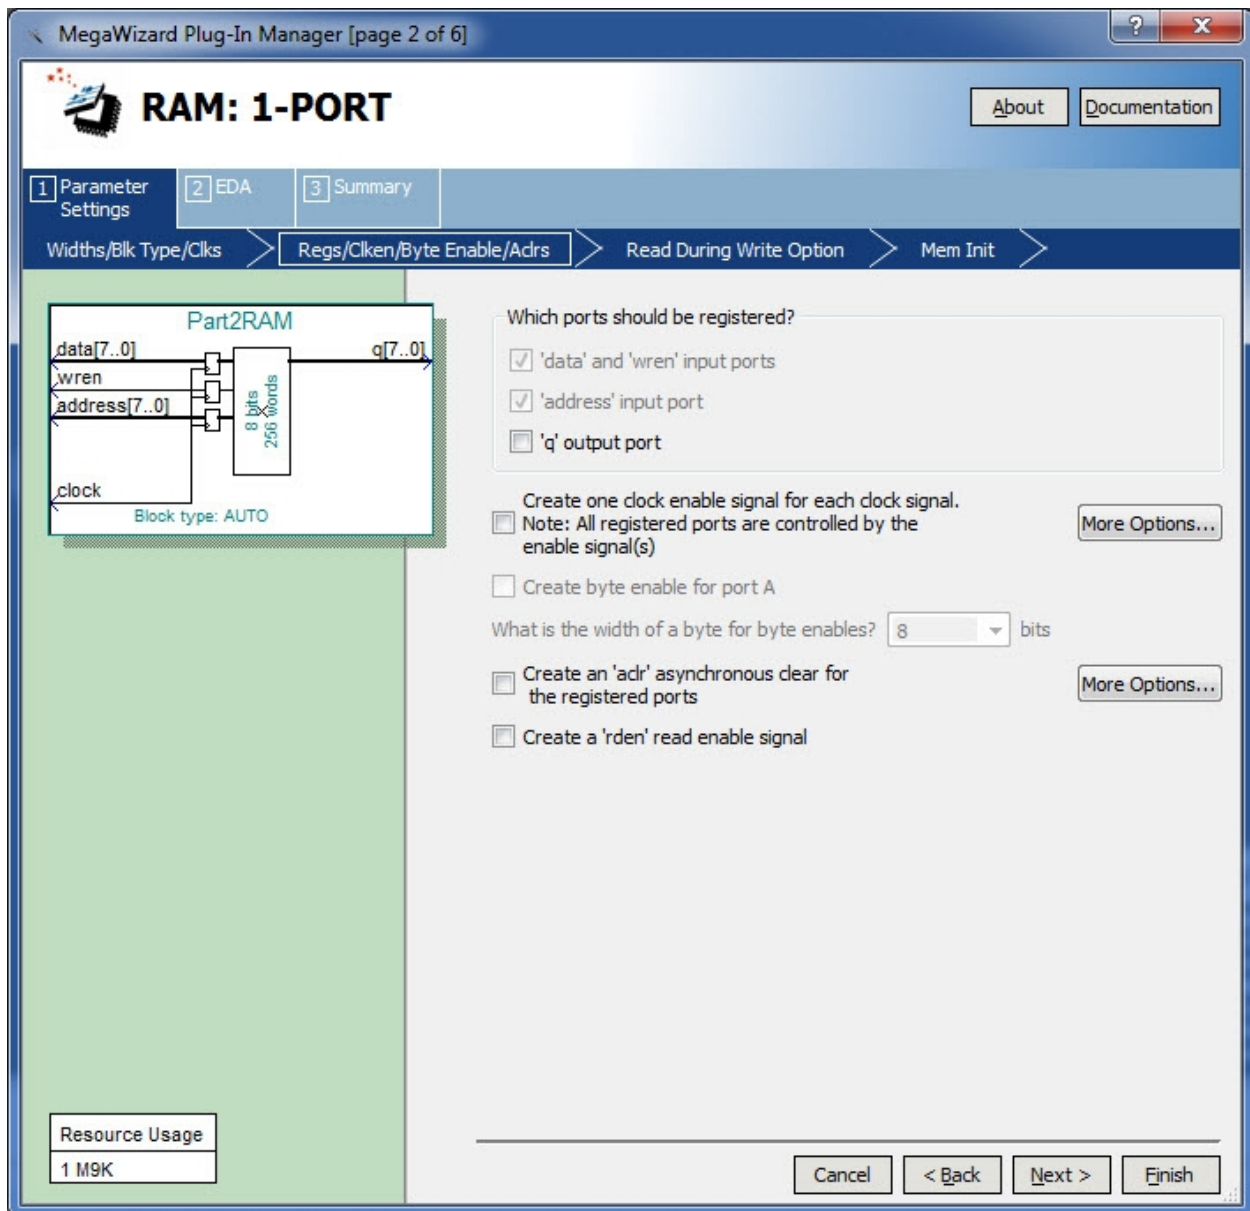 MegaWizard Plug-In Manager [page 2 of 6]
?
X
RAM: 1-PORT
About
Documentation
1 Parameter
Settings
2 EDA
3 Summary
Widths/Blk Type/Clks
Regs/Clken/Byte Enable/Aclrs
Read During Write Option
Mem Init
Part2RAM
data[7..0]
q[7..0]
wren
address[7..0]
8 bits
256 words
clock
Block type: AUTO
Which ports should be registered?
'data' and 'wren' input ports
'address' input port
'q' output port
Create one clock enable signal for each clock signal.
Note: All registered ports are controlled by the
enable signal(s)
More Options...
Create byte enable for port A
What is the width of a byte for byte enables? 8 bits
Create an 'aclr' asynchronous clear for
the registered ports
More Options...
Create a 'rden' read enable signal
Resource Usage
1 M9K
Cancel
< Back
Next >
Finish